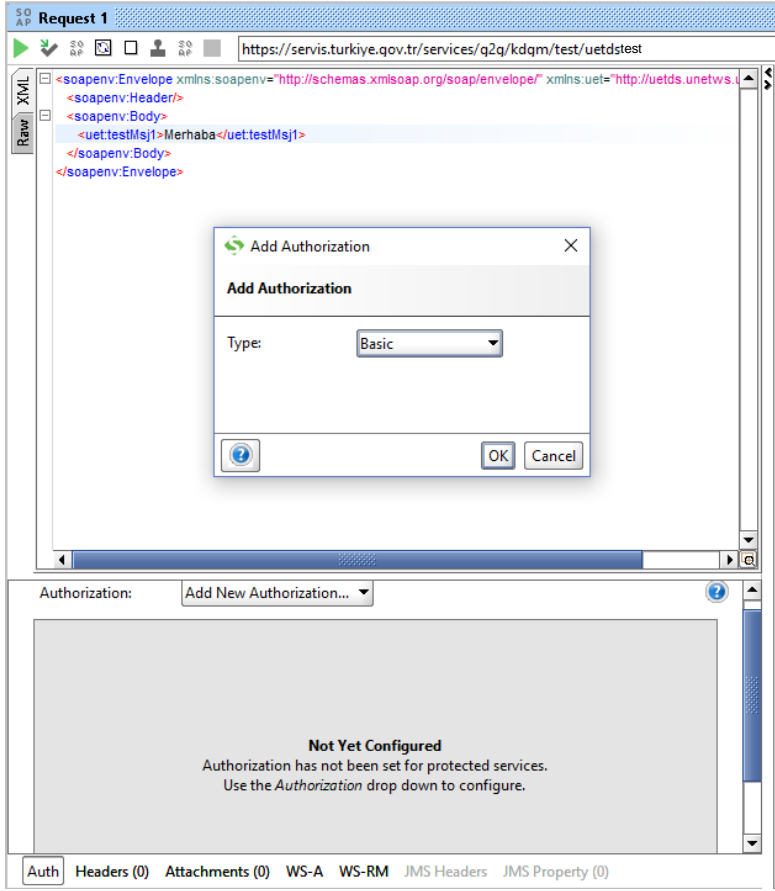 SO AP Request 1
https://servis.turkiye.gov.tr/services/g2g/kdgm/test/uetdstest
XML
Raw
<soapenv:Envelope xmlns:soapenv="http://schemas.xmlsoap.org/soap/envelope/" xmlns:uet="http://uetds.unetws.u
<soapenv:Header/>
<soapenv:Body>
<uet:testMsj1>Merhaba</uet:testMsj1>
</soapenv:Body>
</soapenv:Envelope>
Add Authorization
Add Authorization
Type: Basic
OK Cancel
Authorization: Add New Authorization...
Not Yet Configured
Authorization has not been set for protected services.
Use the Authorization drop down to configure.
Auth Headers (0) Attachments (0) WS-A WS-RM JMS Headers JMS Property (0)